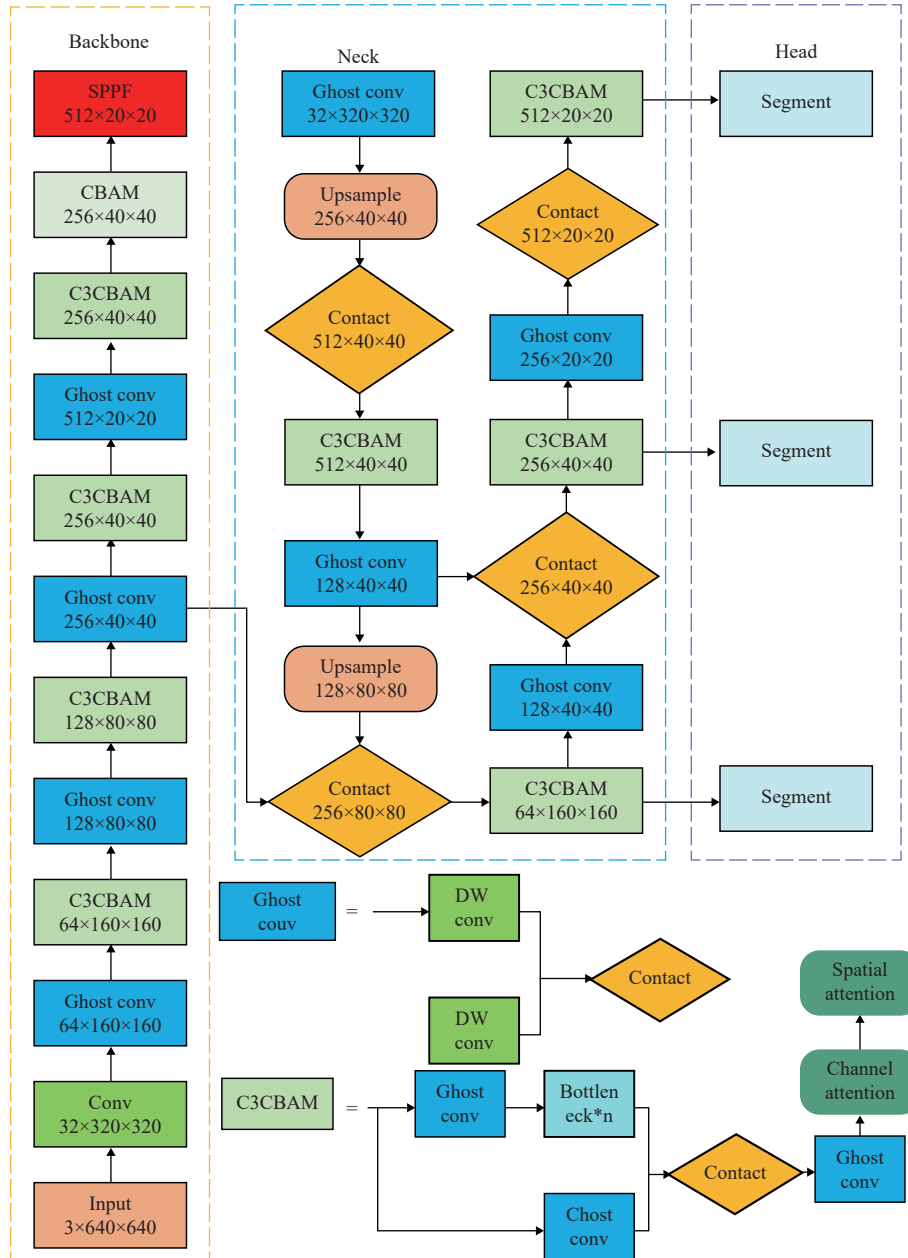 Backbone
SPPF
512×20×20
CBAM
256×40×40
C3CBAM
256×40×40
Ghost conv
512×20×20
C3CBAM
256×40×40
Ghost conv
256×40×40
C3CBAM
128×80×80
Ghost conv
128×80×80
C3CBAM
64×160×160
Ghost conv
64×160×160
Conv
32×320×320
Input
3×640×640
Neck
Ghost conv
32×320×320
Upsample
256×40×40
Contact
512×40×40
C3CBAM
512×40×40
Ghost conv
128×40×40
Upsample
128×80×80
Contact
256×80×80
C3CBAM
512×20×20
Contact
512×20×20
Ghost conv
256×20×20
C3CBAM
256×40×40
Contact
256×40×40
Ghost conv
128×40×40
C3CBAM
64×160×160
Head
Segment
Segment
Segment
Ghost
couv
=
DW
conv
DW
conv
Contact
C3CBAM
=
Ghost
conv
Bottlen
eck*n
Chost
conv
Contact
Ghost
conv
Channel
attention
Spatial
attention